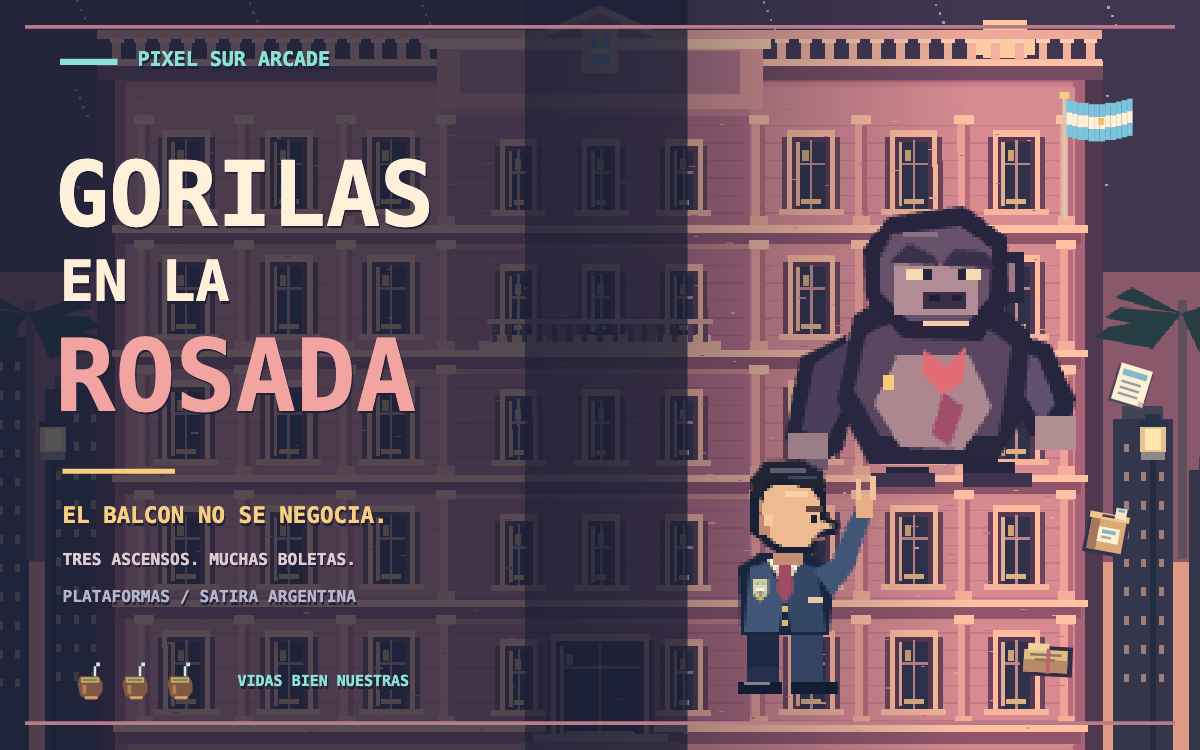 PIXEL SUR ARCADE
GORILAS
EN LA
ROSADA
EL BALCON NO SE NEGOCIA.
TRES ASCENSOS. MUCHAS BOLETAS.
PLATAFORMAS / SATIRA ARGENTINA
VIDAS BIEN NUESTRAS